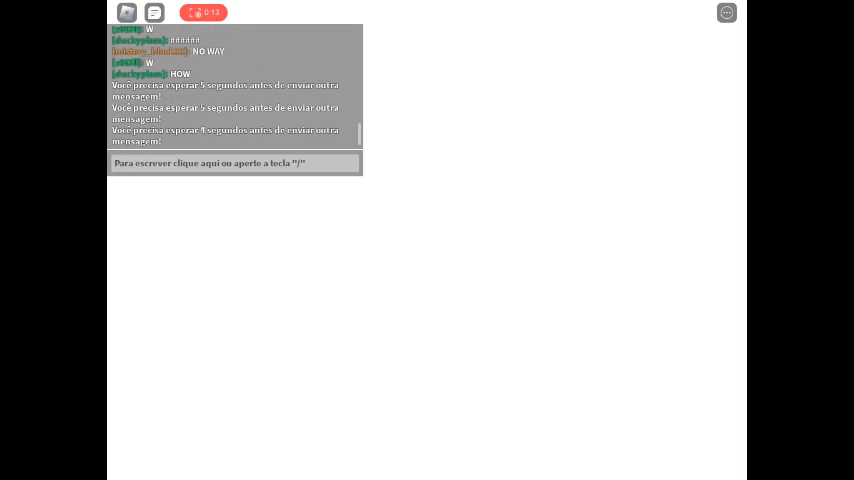 0:13
W
######
NO WAY
W
[duckyplum]: HOW
Você precisa esperar 5 segundos antes de enviar outra
mensagem!
Você precisa esperar 5 segundos antes de enviar outra
mensagem!
Você precisa esperar 4 segundos antes de enviar outra
mensagem!
Para escrever clique aqui ou aperte a tecla "/"